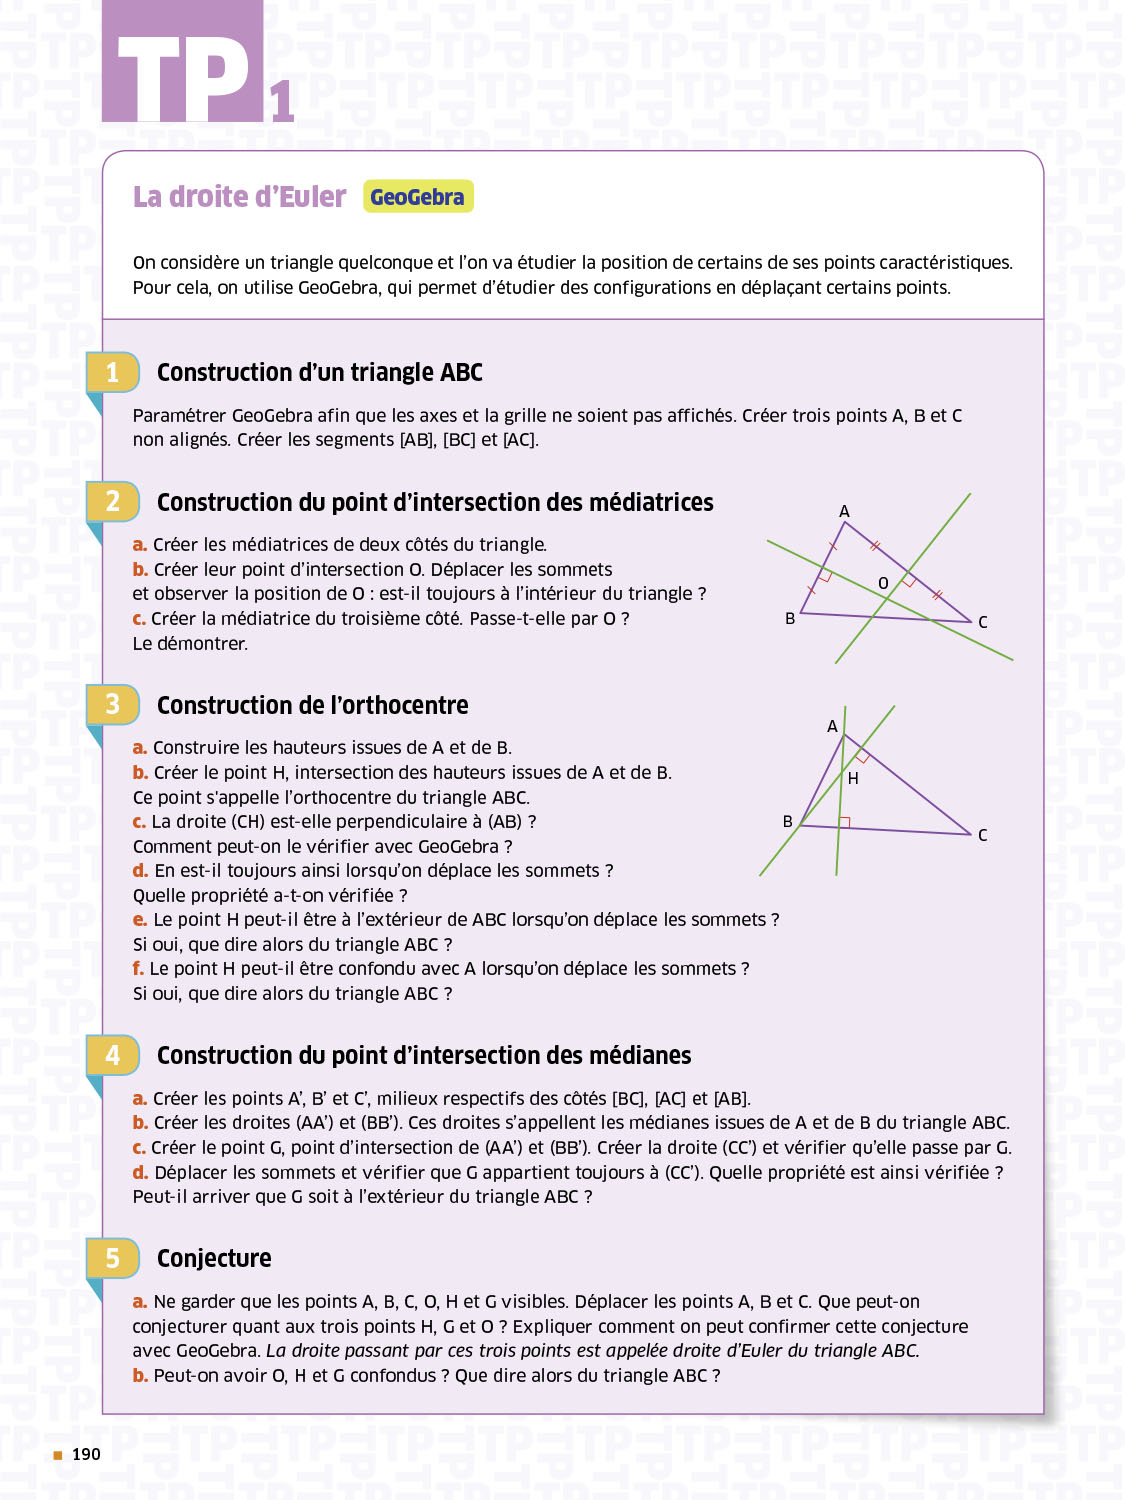 TP1
La droite d’Euler GeoGebra
On considère un triangle quelconque et l’on va étudier la position de certains de ses points caractéristiques.
Pour cela, on utilise GeoGebra, qui permet d’étudier des configurations en déplaçant certains points.
1 Construction d’un triangle ABC
Paramétrer GeoGebra afin que les axes et la grille ne soient pas affichés. Créer trois points A, B et C
non alignés. Créer les segments [AB], [BC] et [AC].
2 Construction du point d’intersection des médiatrices
a. Créer les médiatrices de deux côtés du triangle.
b. Créer leur point d’intersection O. Déplacer les sommets
et observer la position de O : est-il toujours à l’intérieur du triangle ?
c. Créer la médiatrice du troisième côté. Passe-t-elle par O ?
Le démontrer.
A
O
B
C
3 Construction de l’orthocentre
a. Construire les hauteurs issues de A et de B.
b. Créer le point H, intersection des hauteurs issues de A et de B.
Ce point s'appelle l’orthocentre du triangle ABC.
c. La droite (CH) est-elle perpendiculaire à (AB) ?
Comment peut-on le vérifier avec GeoGebra ?
d. En est-il toujours ainsi lorsqu’on déplace les sommets ?
Quelle propriété a-t-on vérifiée ?
e. Le point H peut-il être à l’extérieur de ABC lorsqu’on déplace les sommets ?
Si oui, que dire alors du triangle ABC ?
f. Le point H peut-il être confondu avec A lorsqu’on déplace les sommets ?
Si oui, que dire alors du triangle ABC ?
A
H
B
C
4 Construction du point d’intersection des médianes
a. Créer les points A’, B’ et C’, milieux respectifs des côtés [BC], [AC] et [AB].
b. Créer les droites (AA’) et (BB’). Ces droites s’appellent les médianes issues de A et de B du triangle ABC.
c. Créer le point G, point d’intersection de (AA’) et (BB’). Créer la droite (CC’) et vérifier qu’elle passe par G.
d. Déplacer les sommets et vérifier que G appartient toujours à (CC’). Quelle propriété est ainsi vérifiée ?
Peut-il arriver que G soit à l’extérieur du triangle ABC ?
5 Conjecture
a. Ne garder que les points A, B, C, O, H et G visibles. Déplacer les points A, B et C. Que peut-on
conjecturer quant aux trois points H, G et O ? Expliquer comment on peut confirmer cette conjecture
avec GeoGebra. La droite passant par ces trois points est appelée droite d’Euler du triangle ABC.
b. Peut-on avoir O, H et G confondus ? Que dire alors du triangle ABC ?
190